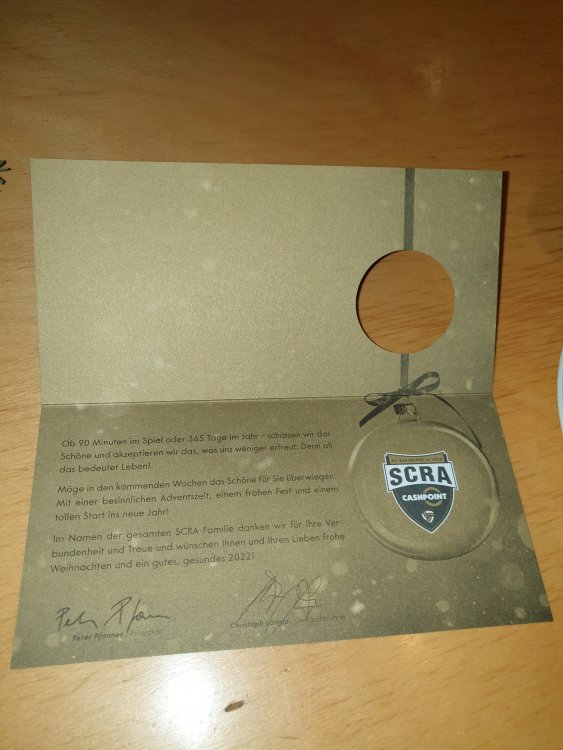 Ob 90 Minuten im Spiel oder 365 Tage im Jahr – schätzen wir das
Schöne und akzeptieren wir das, was uns weniger erfreut. Denn all
das bedeutet Leben!
Möge in den kommenden Wochen das Schöne für Sie überwiegen:
Mit einer besinnlichen Adventszeit, einem frohen Fest und einem
tollen Start ins neue Jahr!
Im Namen der gesamten SCRA Familie danken wir für Ihre Ver-
bundenheit und Treue und wünschen Ihnen und Ihren Lieben frohe
Weihnachten und ein gutes, gesundes 2022!
SCRA
CASHPOINT
Peter Pfanner
Peter Pfanner Präsident
Christoph Geschäftsführer